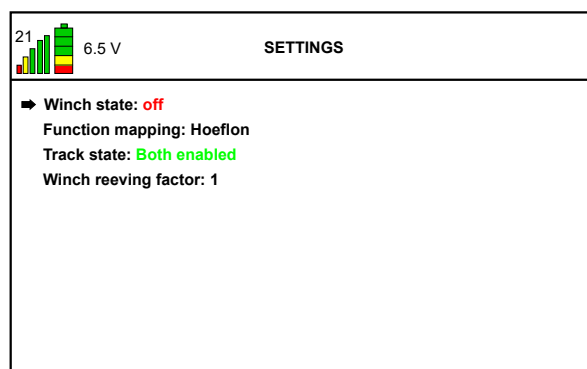 21
6.5 V
SETTINGS
Winch state: off
Function mapping: Hoeflon
Track state: Both enabled
Winch reeving factor: 1